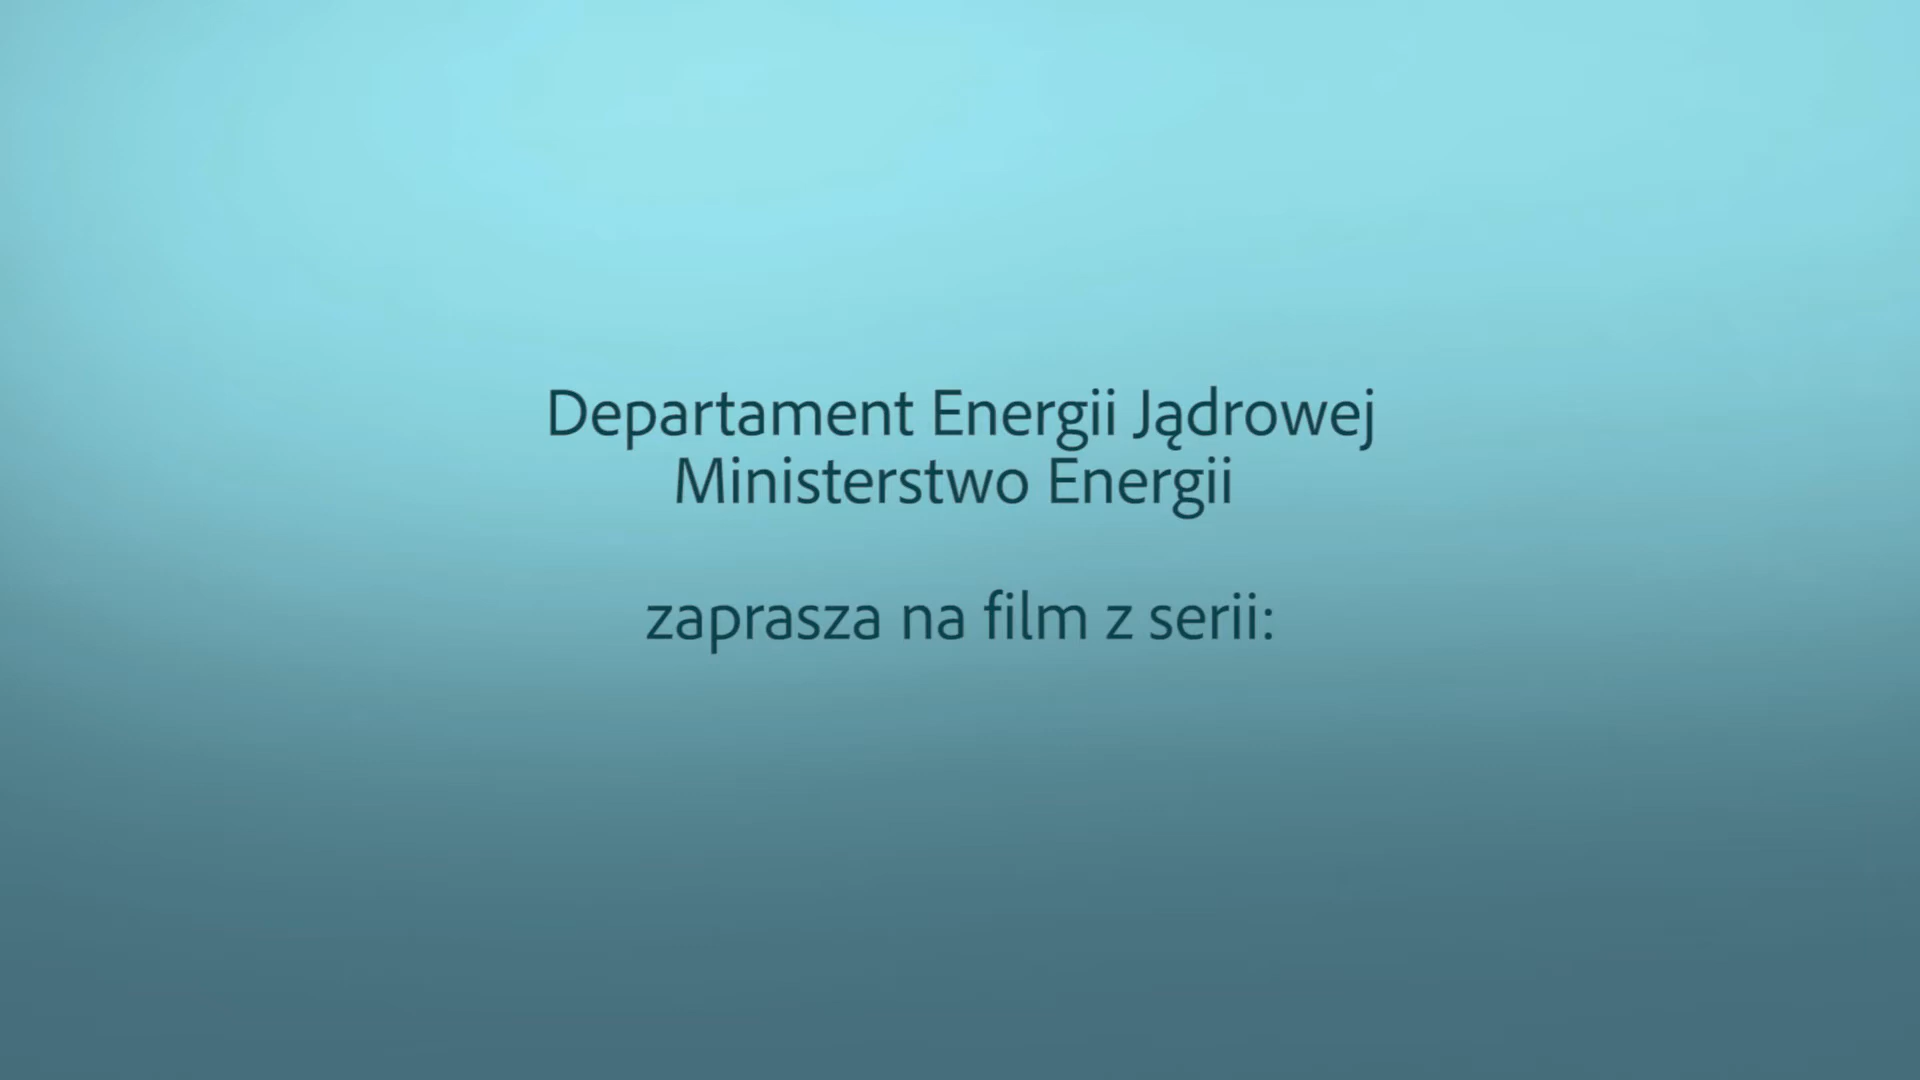 Departament Energii Jądrowej
Ministerstwo Energii
zaprasza na film z serii: